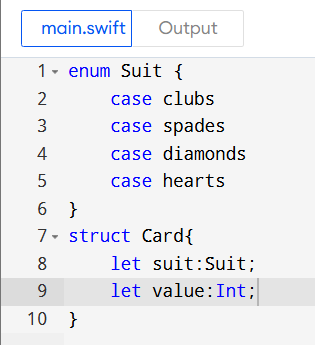 main.swift Output
1 enum Suit {
2     case clubs
3     case spades
4     case diamonds
5     case hearts
6 }
7 struct Card{
8     let suit:Suit;
9     let value:Int;
10 }